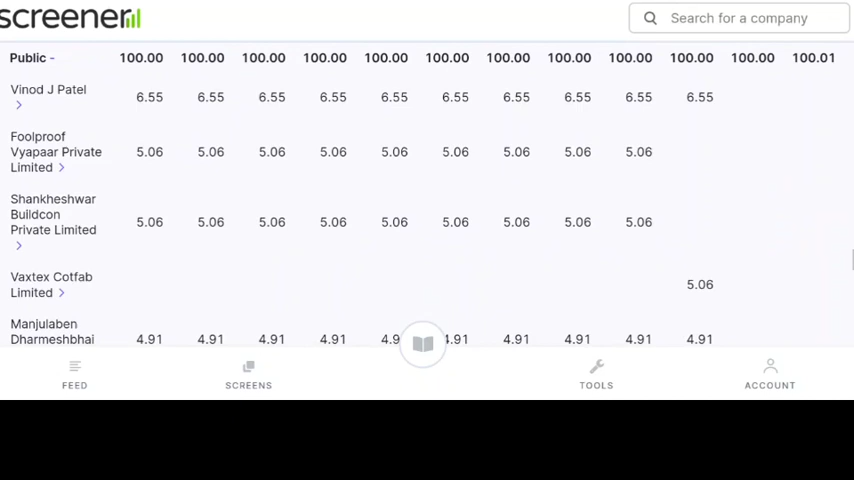 screener
Search for a company
Public - 100.00 100.00 100.00 100.00 100.00 100.00 100.00 100.00 100.00 100.00 100.00 100.01
Vinod J Patel 6.55 6.55 6.55 6.55 6.55 6.55 6.55 6.55 6.55 6.55
Foolproof
Vyapaar Private 5.06 5.06 5.06 5.06 5.06 5.06 5.06 5.06 5.06
Limited
Shankheshwar
Buildcon 5.06 5.06 5.06 5.06 5.06 5.06 5.06 5.06 5.06
Private Limited
Vaxtex Cotfab 5.06
Limited
Manjulaben
Dharmeshbhai 4.91 4.91 4.91 4.91 4.9 4.91 4.91 4.91 4.91 4.91
FEED SCREENS TOOLS ACCOUNT